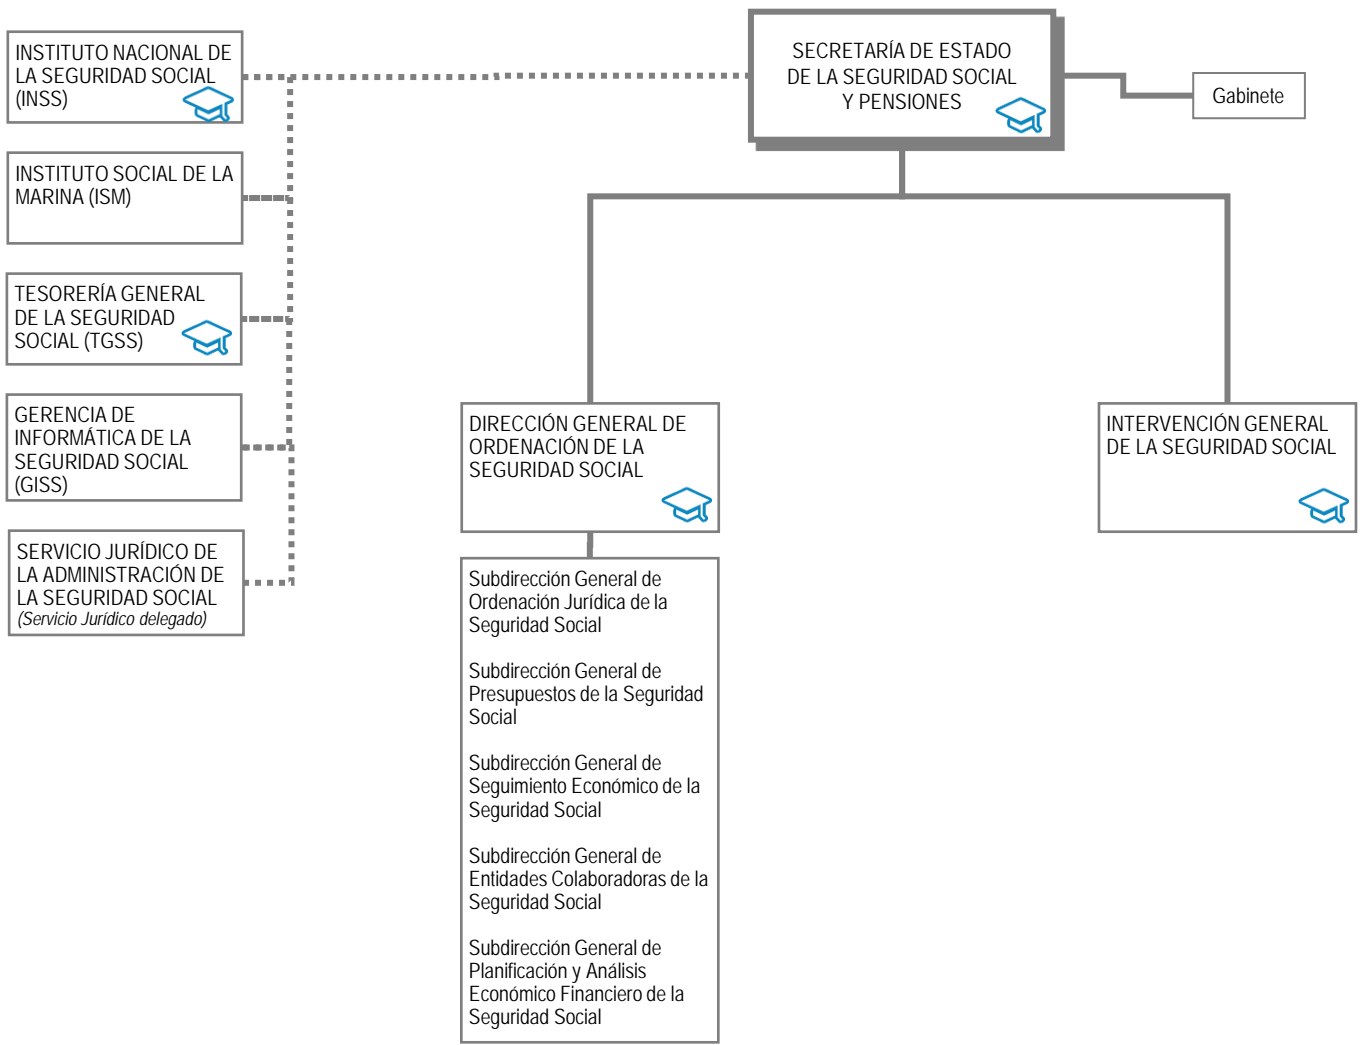 SECRETARÍA DE ESTADO
DE LA SEGURIDAD SOCIAL
Y PENSIONES
Gabinete
INSTITUTO NACIONAL DE
LA SEGURIDAD SOCIAL
(INSS)
INSTITUTO SOCIAL DE LA
MARINA (ISM)
TESORERÍA GENERAL
DE LA SEGURIDAD
SOCIAL (TGSS)
GERENCIA DE
INFORMÁTICA DE LA
SEGURIDAD SOCIAL
(GISS)
SERVICIO JURÍDICO DE
LA ADMINISTRACIÓN DE
LA SEGURIDAD SOCIAL
(Servicio Jurídico delegado)
DIRECCIÓN GENERAL DE
ORDENACIÓN DE LA
SEGURIDAD SOCIAL
Subdirección General de
Ordenación Jurídica de la
Seguridad Social
Subdirección General de
Presupuestos de la Seguridad
Social
Subdirección General de
Seguimiento Económico de la
Seguridad Social
Subdirección General de
Entidades Colaboradoras de la
Seguridad Social
Subdirección General de
Planificación y Análisis
Económico Financiero de la
Seguridad Social
INTERVENCIÓN GENERAL
DE LA SEGURIDAD SOCIAL